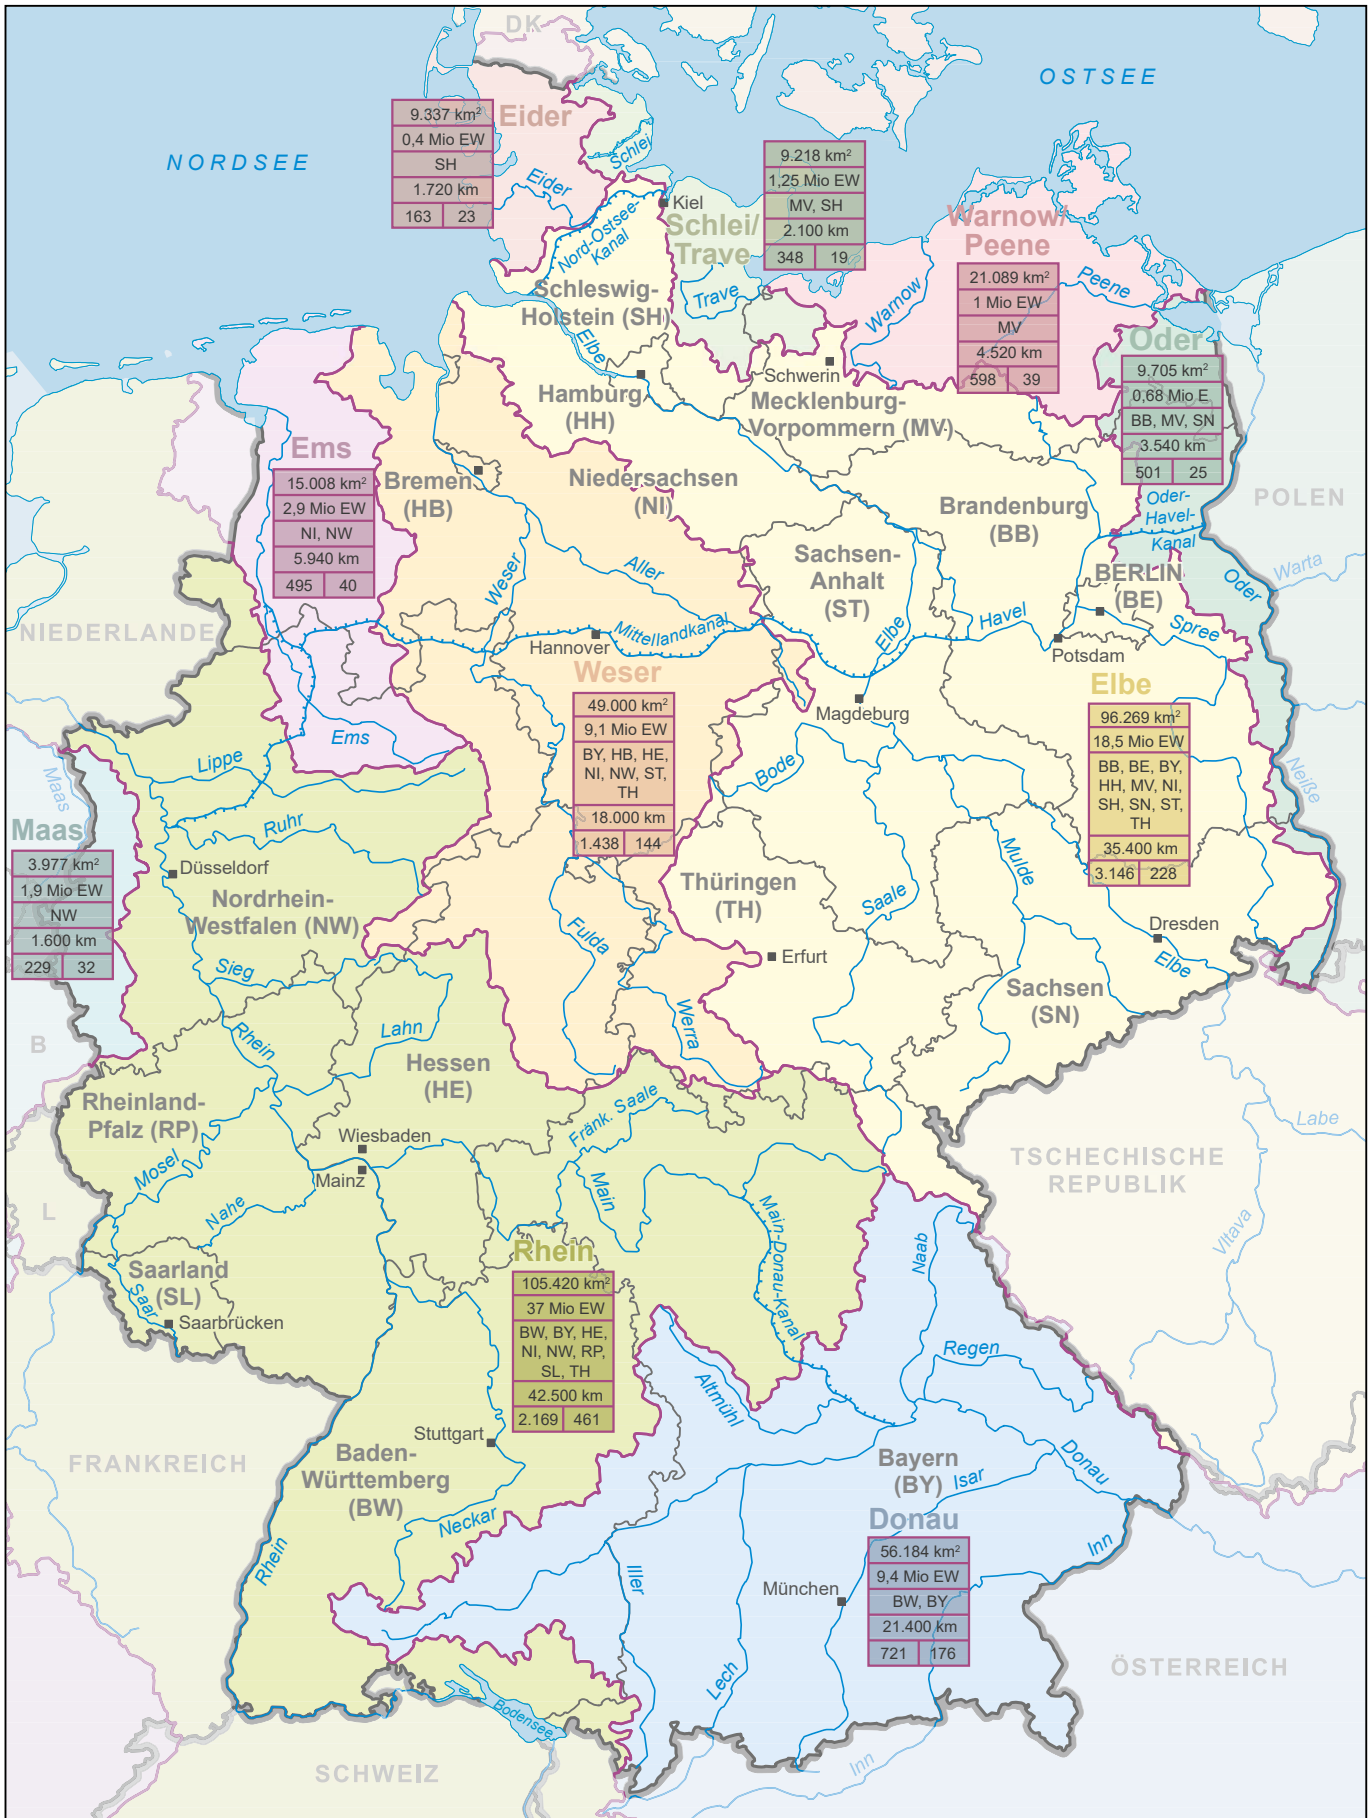 DK
OSTSEE
NORDSEE
Eider
9.337 km²
0,4 Mio EW
SH
1.720 km
163 23
Eider
Schlei
Kiel
Nord-Ostsee-
Kanal
Schlei/
Trave
9.218 km²
1,25 Mio EW
MV, SH
2.100 km
348 19
Trave
Warnow/
Peene
21.089 km²
1 Mio EW
MV
4.520 km
598 39
Warnow
Peene
Schleswig-
Holstein (SH)
Elbe
Hamburg
(HH)
Schwerin
Mecklenburg-
Vorpommern (MV)
Oder
9.705 km²
0,68 Mio E
BB, MV, SN
3.540 km
501 25
Oder-
Havel-
Kanal
POLEN
Warta
Oder
Ems
15.008 km²
2,9 Mio EW
NI, NW
5.940 km
495 40
Bremen
(HB)
Niedersachsen
(NI)
Brandenburg
(BB)
Sachsen-
Anhalt
(ST)
BERLIN
(BE)
Weser
Aller
Elbe
Havel
Spree
NIEDERLANDE
Hannover
Mittellandkanal
Potsdam
Magdeburg
Weser
49.000 km²
9,1 Mio EW
BY, HB, HE,
NI, NW, ST,
TH
18.000 km
1.438 144
Elbe
96.269 km²
18,5 Mio EW
BB, BE, BY,
HH, MV, NI,
SH, SN, ST,
TH
35.400 km
3.146 228
Ems
Lippe
Bode
Neiße
Maas
Maas
3.977 km²
1,9 Mio EW
NW
1.600 km
229 32
Ruhr
Düsseldorf
Nordrhein-
Westfalen (NW)
Mulde
Saale
Thüringen
(TH)
Erfurt
Dresden
Elbe
Fulda
Sieg
Sachsen
(SN)
Werra
Rhein
Lahn
B
Hessen
(HE)
Rheinland-
Pfalz (RP)
Fränk. Saale
Labe
Wiesbaden
Mainz
Mosel
Nahe
Main
TSCHECHISCHE
REPUBLIK
L
Main-Donau-Kanal
Naab
Vltava
Saarland
(SL)
Saar
Saarbrücken
Rhein
105.420 km²
37 Mio EW
BW, BY, HE,
NI, NW, RP,
SL, TH
42.500 km
2.169 461
Regen
Altmühl
Stuttgart
FRANKREICH
Baden-
Württemberg
(BW)
Neckar
Bayern
(BY)
Isar
Donau
Donau
56.184 km²
9,4 Mio EW
BW, BY
21.400 km
721 176
Inn
Rhein
Iller
München
Lech
ÖSTERREICH
Bodensee
Inn
SCHWEIZ